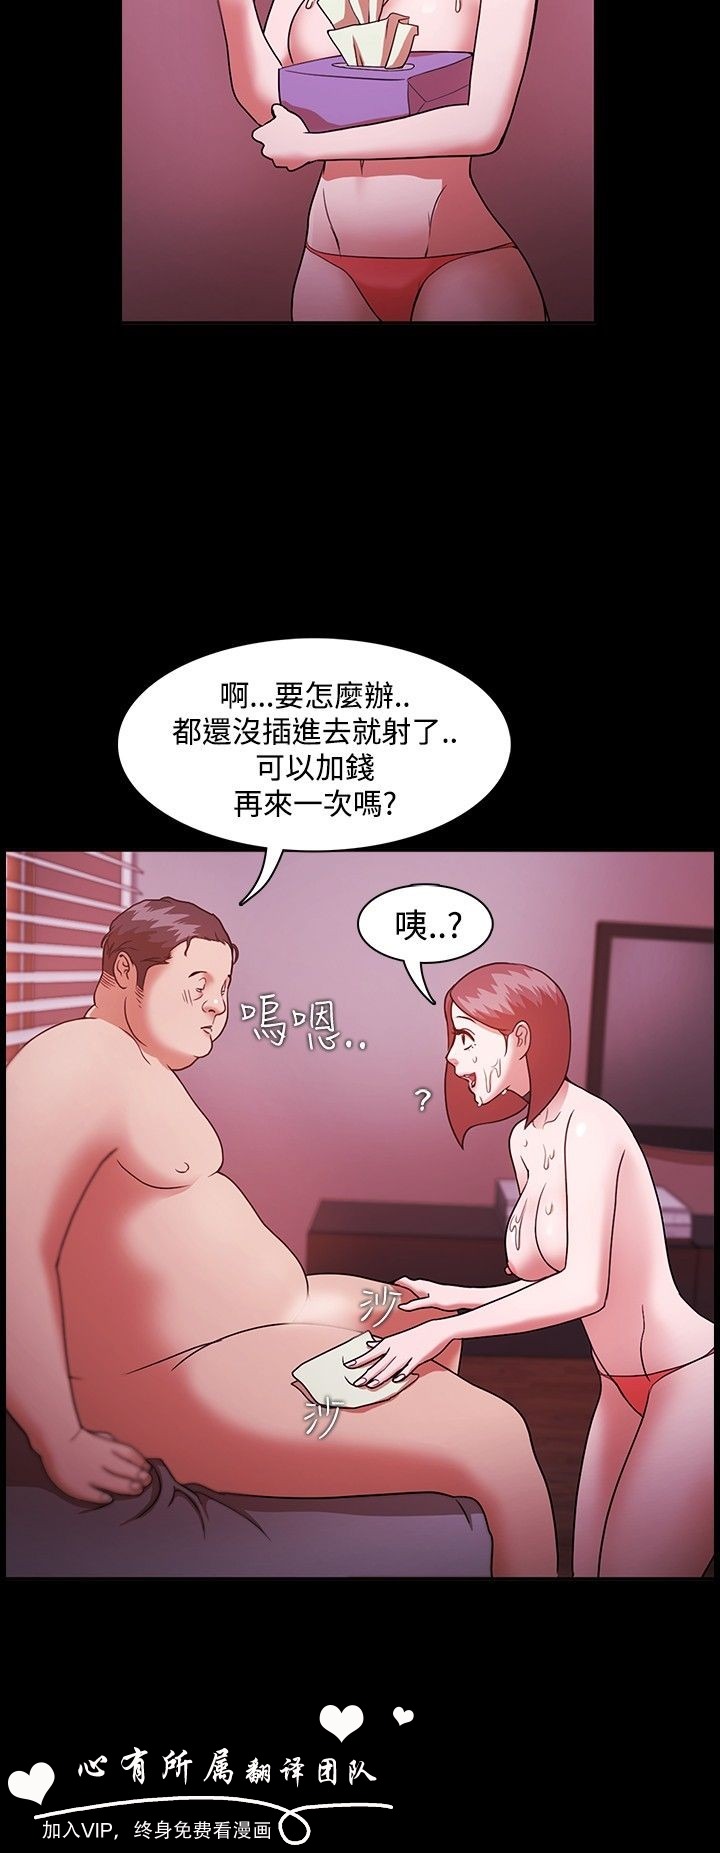 啊...要怎麼辦..
都還沒插進去就射了..
可以加錢
再來一次嗎?
咦..?
嗚嗯..
?
沙
沙
心有所属翻译团队
加入VIP，终身免费看漫画